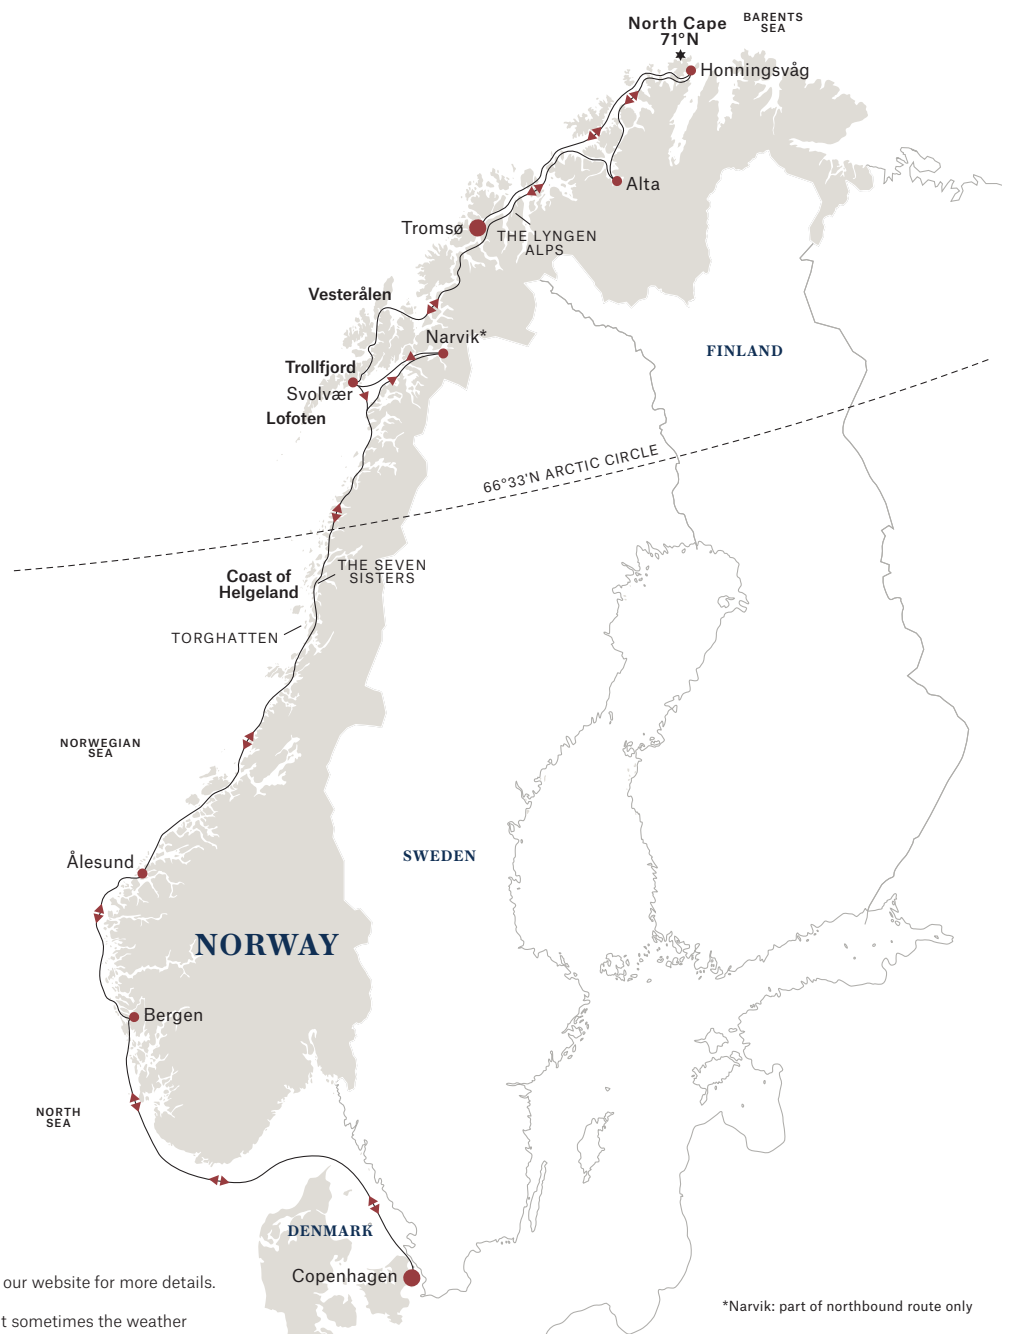 North Cape
71°N
BARENTS
SEA
Honningsvåg
Alta
Tromsø
THE LYNGEN
ALPS
Vesterålen
Narvik*
FINLAND
Trollfjord
Svolvær
Lofoten
66°33'N ARCTIC CIRCLE
THE SEVEN
SISTERS
Coast of
Helgeland
TORGHATTEN
NORWEGIAN
SEA
SWEDEN
Ålesund
NORWAY
Bergen
NORTH
SEA
DENMARK
Copenhagen
our website for more details.
t sometimes the weather
*Narvik: part of northbound route only